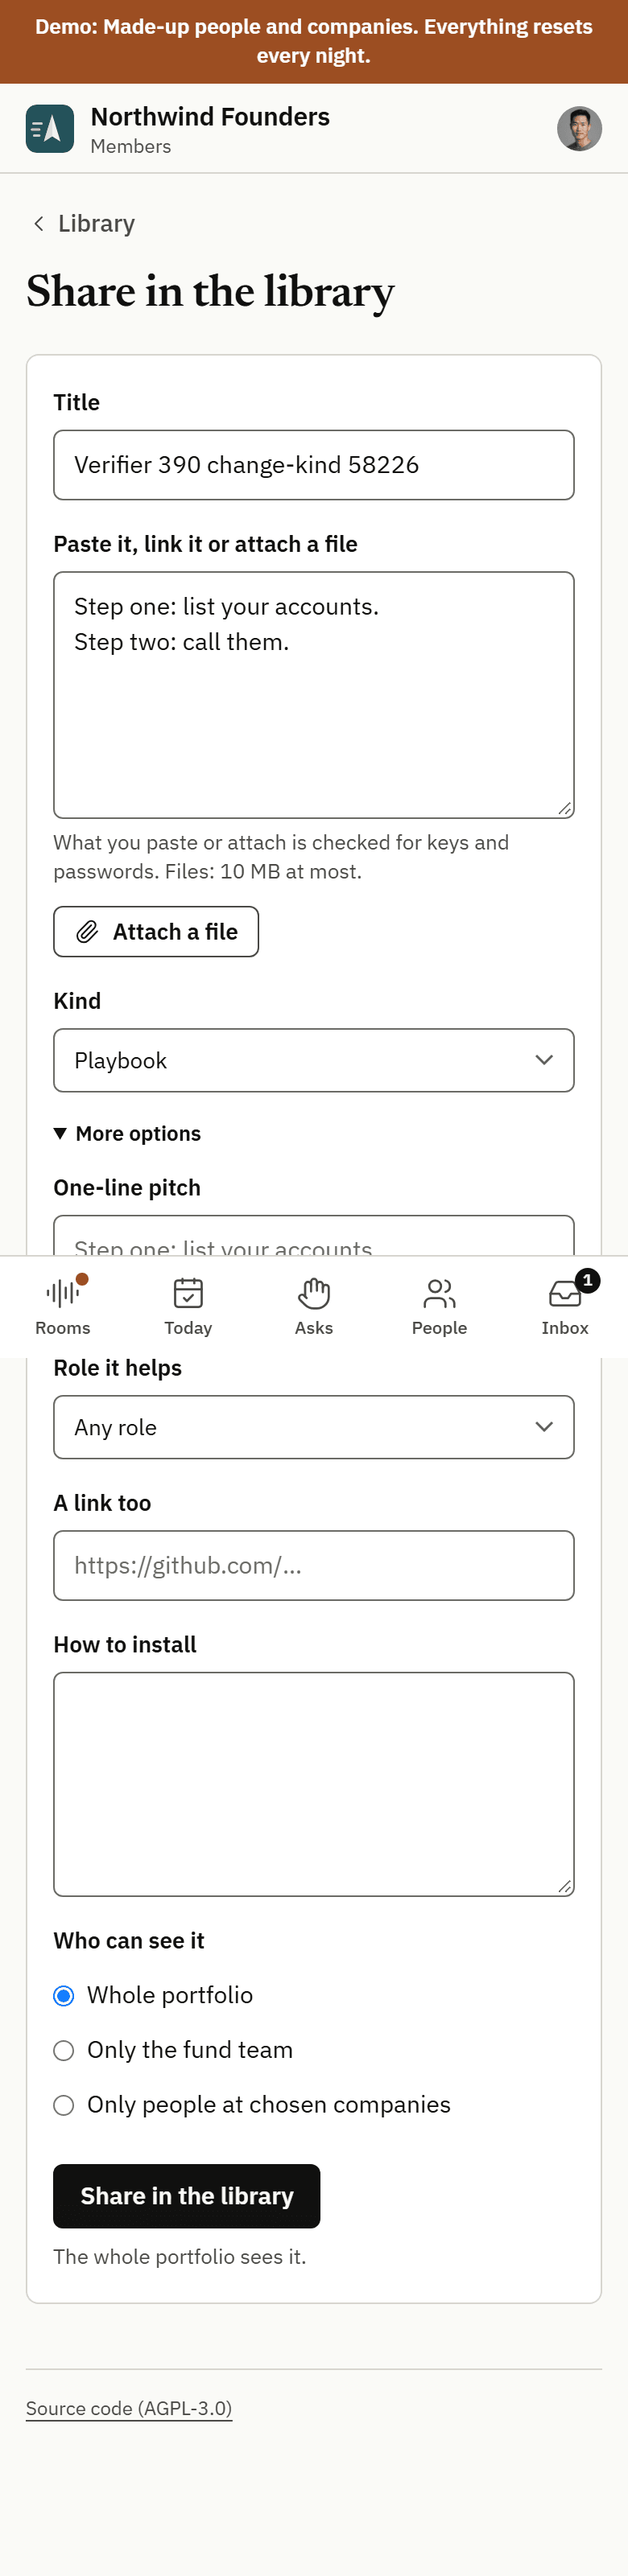 Demo: Made-up people and companies. Everything resets
every night.
Northwind Founders
Members
Library
Share in the library
Title
Verifier 390 change-kind 58226
Paste it, link it or attach a file
Step one: list your accounts.
Step two: call them.
What you paste or attach is checked for keys and
passwords. Files: 10 MB at most.
Attach a file
Kind
Playbook
More options
One-line pitch
Step one: list your accounts
1
Rooms
Today
Asks
People
Inbox
Role it helps
Any role
A link too
https://github.com/...
How to install
Who can see it
Whole portfolio
Only the fund team
Only people at chosen companies
Share in the library
The whole portfolio sees it.
Source code (AGPL-3.0)